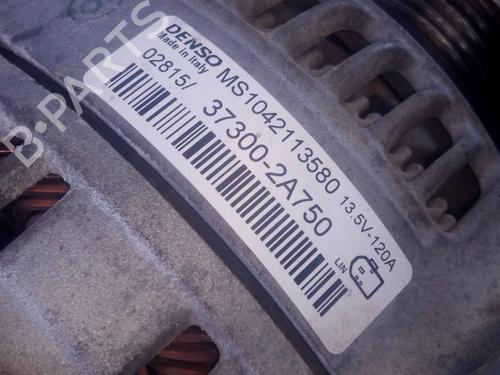 DENSO MS1042113580 13.5V-120A
Made in Italy
02815/ 37300-2A750
LIN
B-PARTS